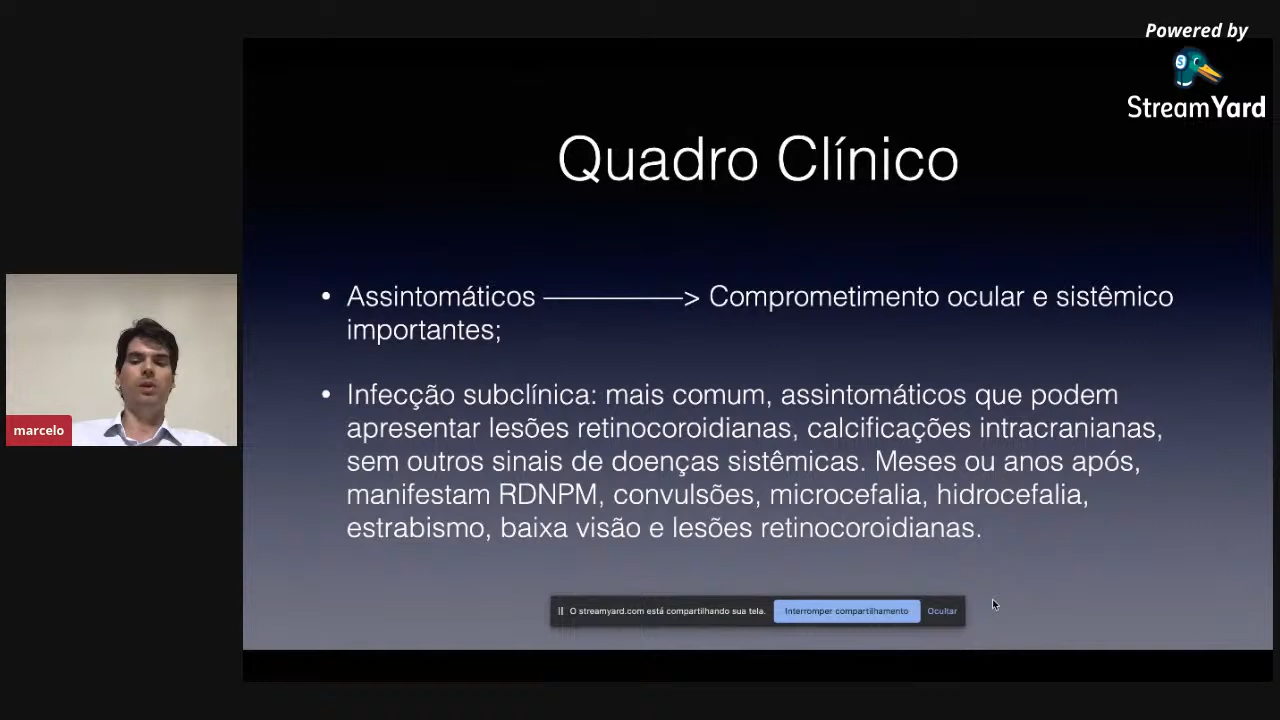 Powered by
StreamYard
Quadro Clínico
• Assintomáticos —————> Comprometimento ocular e sistêmico
importantes;
• Infecção subclínica: mais comum, assintomáticos que podem
apresentar lesões retinocoroidianas, calcificações intracranianas,
sem outros sinais de doenças sistêmicas. Meses ou anos após,
manifestam RDNPM, convulsões, microcefalia, hidrocefalia,
estrabismo, baixa visão e lesões retinocoroidianas.
marcelo
O streamyard.com está compartilhando sua tela. Interromper compartilhamento Ocultar